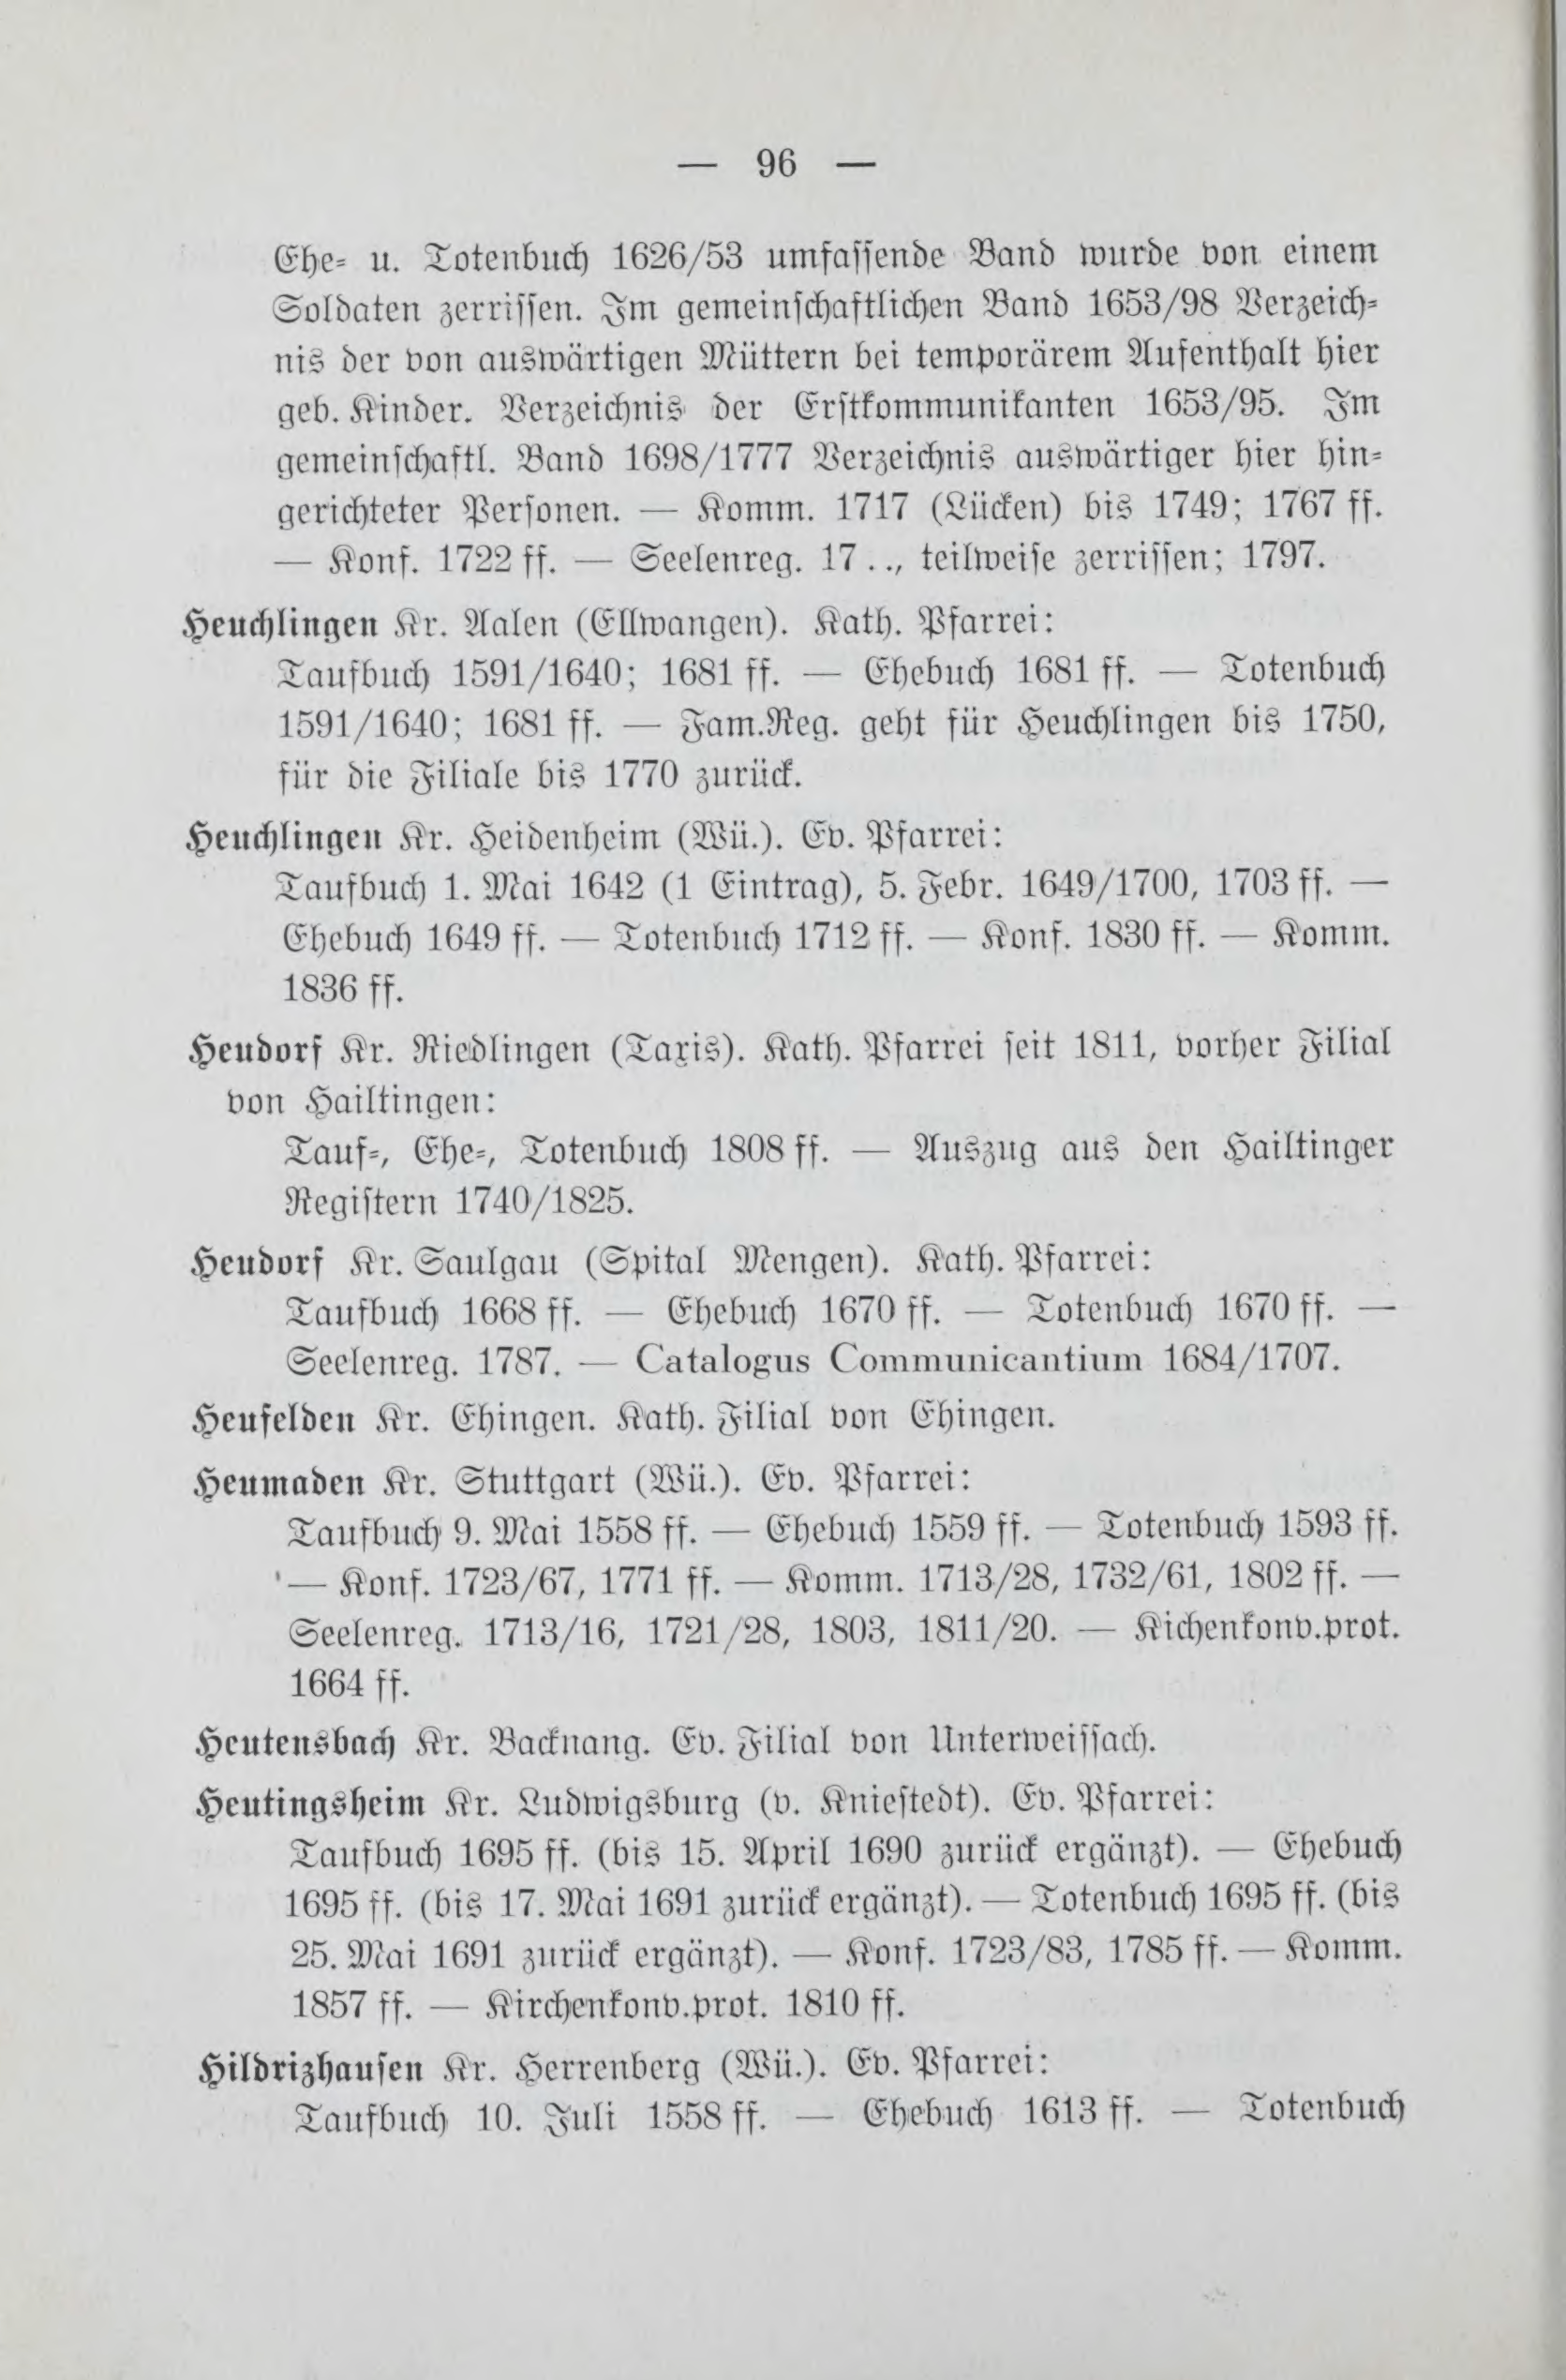 — 96 —
Ehe- u. Totenbuch 1626/53 umfassende Band wurde von einem
Soldaten zerrissen. Im gemeinschaftlichen Band 1653/98 Verzeich-
nis der von auswärtigen Müttern bei temporärem Aufenthalt hier
geb. Kinder. Verzeichnis der Erstkommunikanten 1653/95. Im
gemeinschaftl. Band 1698/1777 Verzeichnis auswärtiger hier hin-
gerichteter Personen. — Komm. 1717 (Lücken) bis 1749; 1767 ff.
— Konf. 1722 ff. — Seelenreg. 17 . ., teilweise zerrissen; 1797.
Heuchlingen Kr. Aalen (Ellwangen). Kath. Pfarrei:
Taufbuch 1591/1640; 1681 ff. — Ehebuch 1681 ff. — Totenbuch
1591/1640; 1681 ff. — Fam.Reg. geht für Heuchlingen bis 1750,
für die Filiale bis 1770 zurück.
Heuchlingen Kr. Heidenheim (Wü.). Ev. Pfarrei:
Taufbuch 1. Mai 1642 (1 Eintrag), 5. Febr. 1649/1700, 1703 ff. —
Ehebuch 1649 ff. — Totenbuch 1712 ff. — Konf. 1830 ff. — Komm.
1836 ff.
Heudorf Kr. Riedlingen (Taxis). Kath. Pfarrei seit 1811, vorher Filial
von Hailtingen:
Tauf-, Ehe-, Totenbuch 1808 ff. — Auszug aus den Hailtinger
Registern 1740/1825.
Heudorf Kr. Saulgau (Spital Mengen). Kath. Pfarrei:
Taufbuch 1668 ff. — Ehebuch 1670 ff. — Totenbuch 1670 ff. —
Seelenreg. 1787. — Catalogus Communicantium 1684/1707.
Heufelden Kr. Ehingen. Kath. Filial von Ehingen.
Heumaden Kr. Stuttgart (Wü.). Ev. Pfarrei:
Taufbuch 9. Mai 1558 ff. — Ehebuch 1559 ff. — Totenbuch 1593 ff.
— Konf. 1723/67, 1771 ff. — Komm. 1713/28, 1732/61, 1802 ff. —
Seelenreg. 1713/16, 1721/28, 1803, 1811/20. — Kichenkonv.prot.
1664 ff.
Heutensbach Kr. Backnang. Ev. Filial von Unterweissach.
Heutingsheim Kr. Ludwigsburg (v. Kniestedt). Ev. Pfarrei:
Taufbuch 1695 ff. (bis 15. April 1690 zurück ergänzt). — Ehebuch
1695 ff. (bis 17. Mai 1691 zurück ergänzt). — Totenbuch 1695 ff. (bis
25. Mai 1691 zurück ergänzt). — Konf. 1723/83, 1785 ff. — Komm.
1857 ff. — Kirchenkonv.prot. 1810 ff.
Hildrizhausen Kr. Herrenberg (Wü.). Ev. Pfarrei:
Taufbuch 10. Juli 1558 ff. — Ehebuch 1613 ff. — Totenbuch